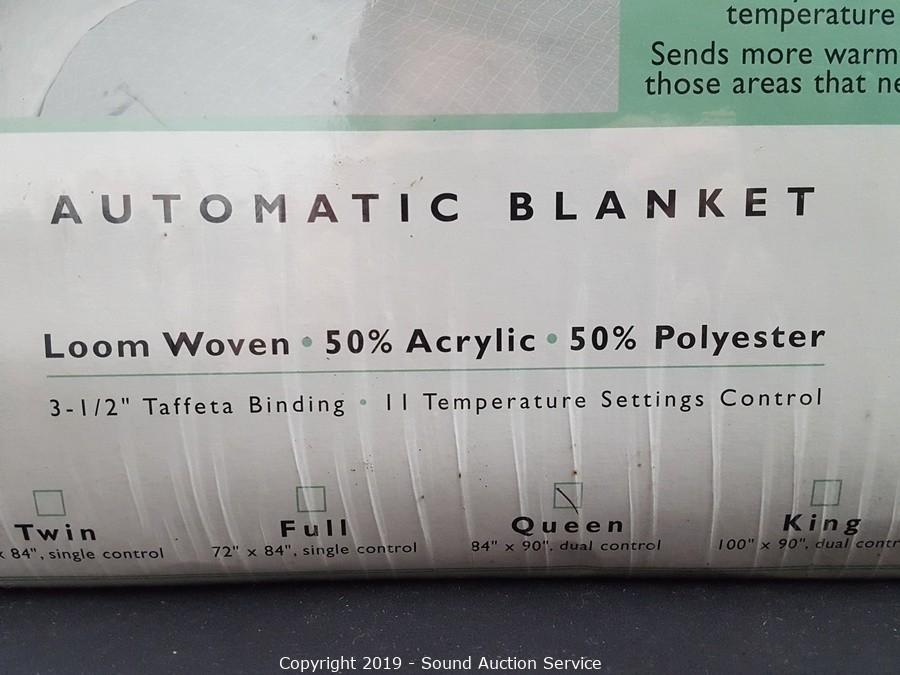 temperature
Sends more warm
those areas that ne
AUTOMATIC BLANKET
Loom Woven • 50% Acrylic • 50% Polyester
3-1/2" Taffeta Binding • 11 Temperature Settings Control
Twin Full Queen King
x 84", single control 72" x 84", single control 84" x 90", dual control 100" x 90", dual contr
Copyright 2019 - Sound Auction Service